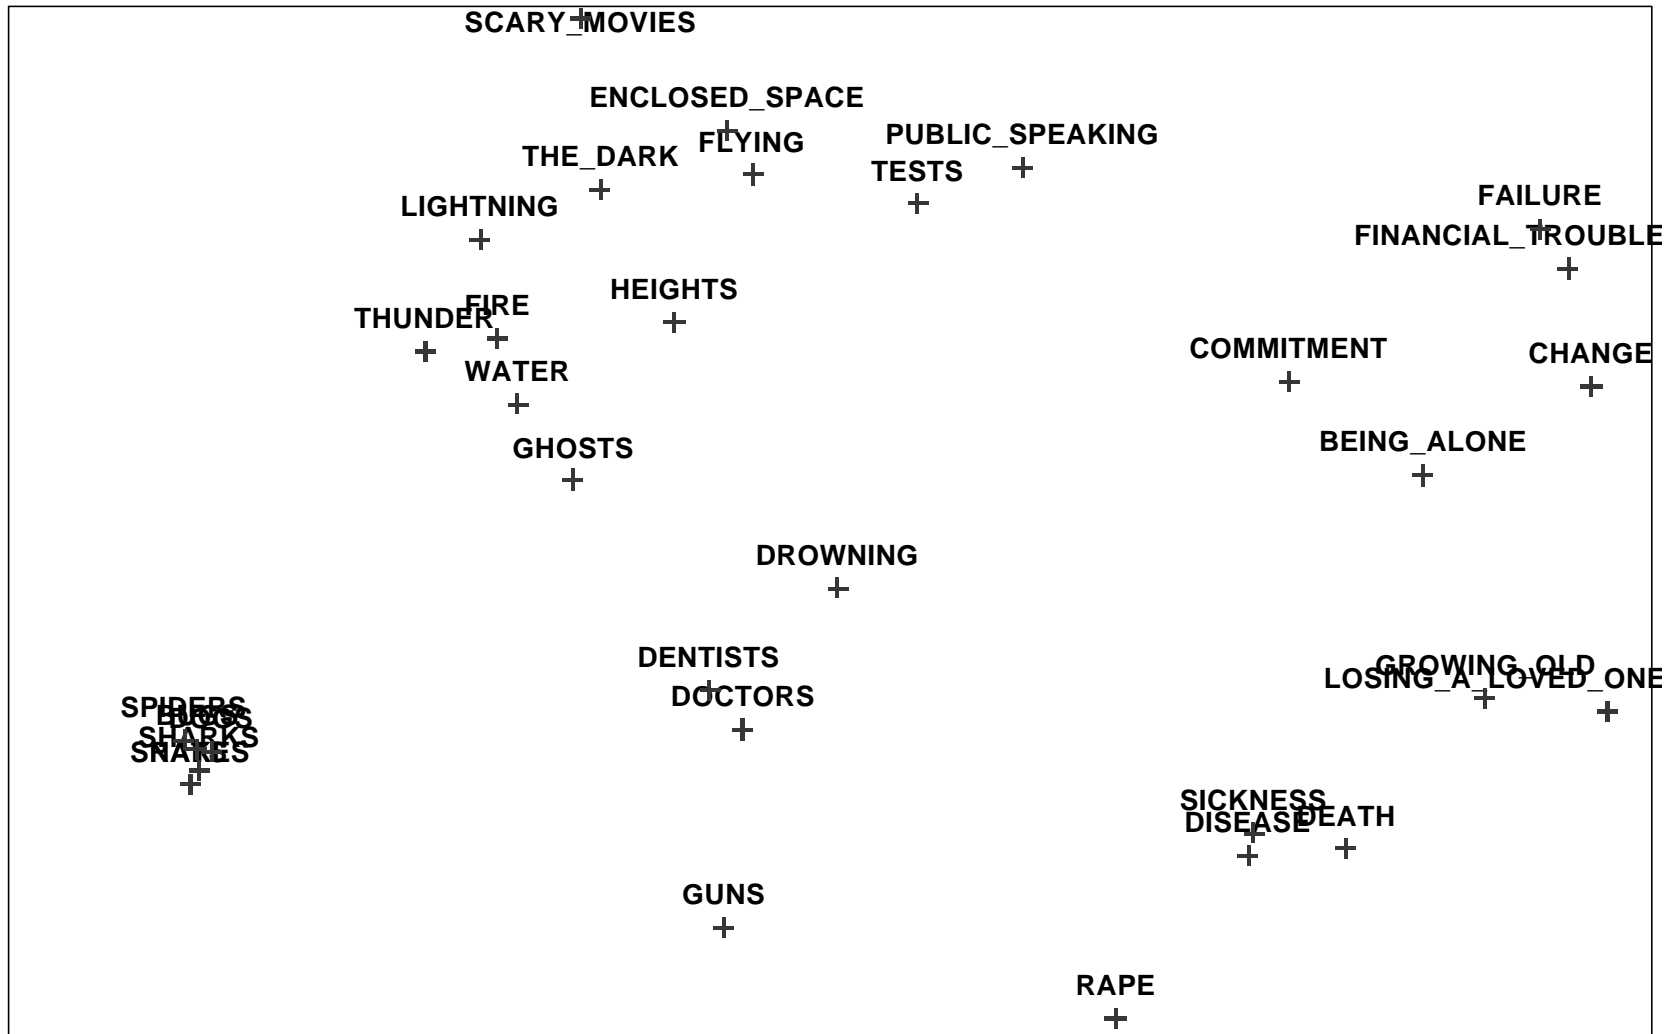 SCARY_MOVIES
ENCLOSED_SPACE
PUBLIC_SPEAKING
FLYING
THE_DARK
TESTS
FAILURE
LIGHTNING
FINANCIAL_TROUBLE
HEIGHTS
FIRE
THUNDER
COMMITMENT
CHANGE
WATER
BEING_ALONE
GHOSTS
DROWNING
DENTISTS
GROWING_OLD
LOSING_A_LOVED_ONE
DOCTORS
SPIDERS
BUGS
DOGS
SHARKS
SNAKES
SICKNESS
DEATH
DISEASE
GUNS
RAPE